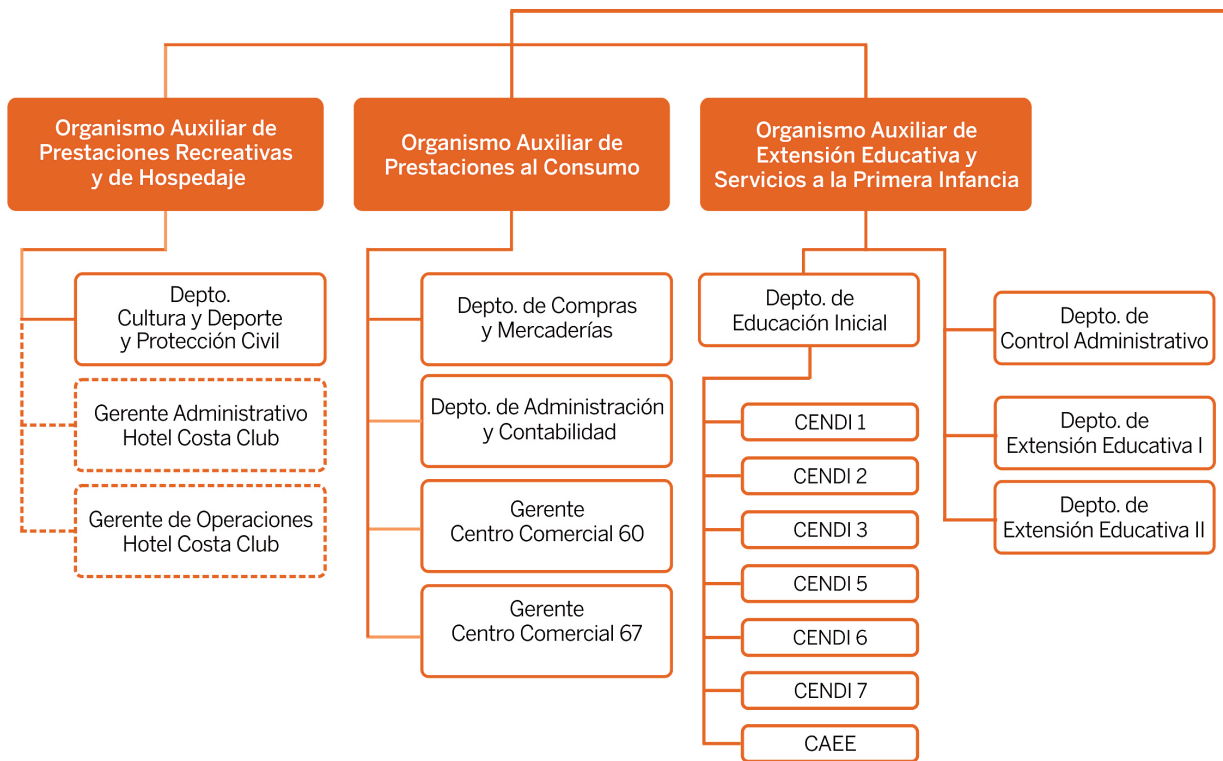 Organismo Auxiliar de
Prestaciones Recreativas
y de Hospedaje
Depto.
Cultura y Deporte
y Protección Civil
Gerente Administrativo
Hotel Costa Club
Gerente de Operaciones
Hotel Costa Club
Organismo Auxiliar de
Prestaciones al Consumo
Depto. de Compras
y Mercaderías
Depto. de Administración
y Contabilidad
Gerente
Centro Comercial 60
Gerente
Centro Comercial 67
Organismo Auxiliar de
Extensión Educativa y
Servicios a la Primera Infancia
Depto. de
Educación Inicial
CENDI 1
CENDI 2
CENDI 3
CENDI 5
CENDI 6
CENDI 7
CAEE
Depto. de
Control Administrativo
Depto. de
Extensión Educativa I
Depto. de
Extensión Educativa II